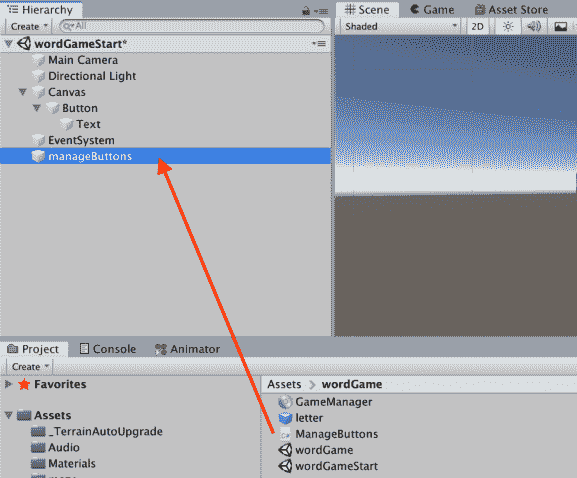 Hierarchy
Create
All
wordGameStart*
Main Camera
Directional Light
Canvas
Button
Text
EventSystem
manageButtons
Scene
Game
Asset Store
Shaded
2D
Project
Console
Animator
Create
Favorites
Assets
_TerrainAutoUpgrade
Audio
Materials
Assets
wordGame
GameManager
letter
ManageButtons
wordGame
wordGameStart